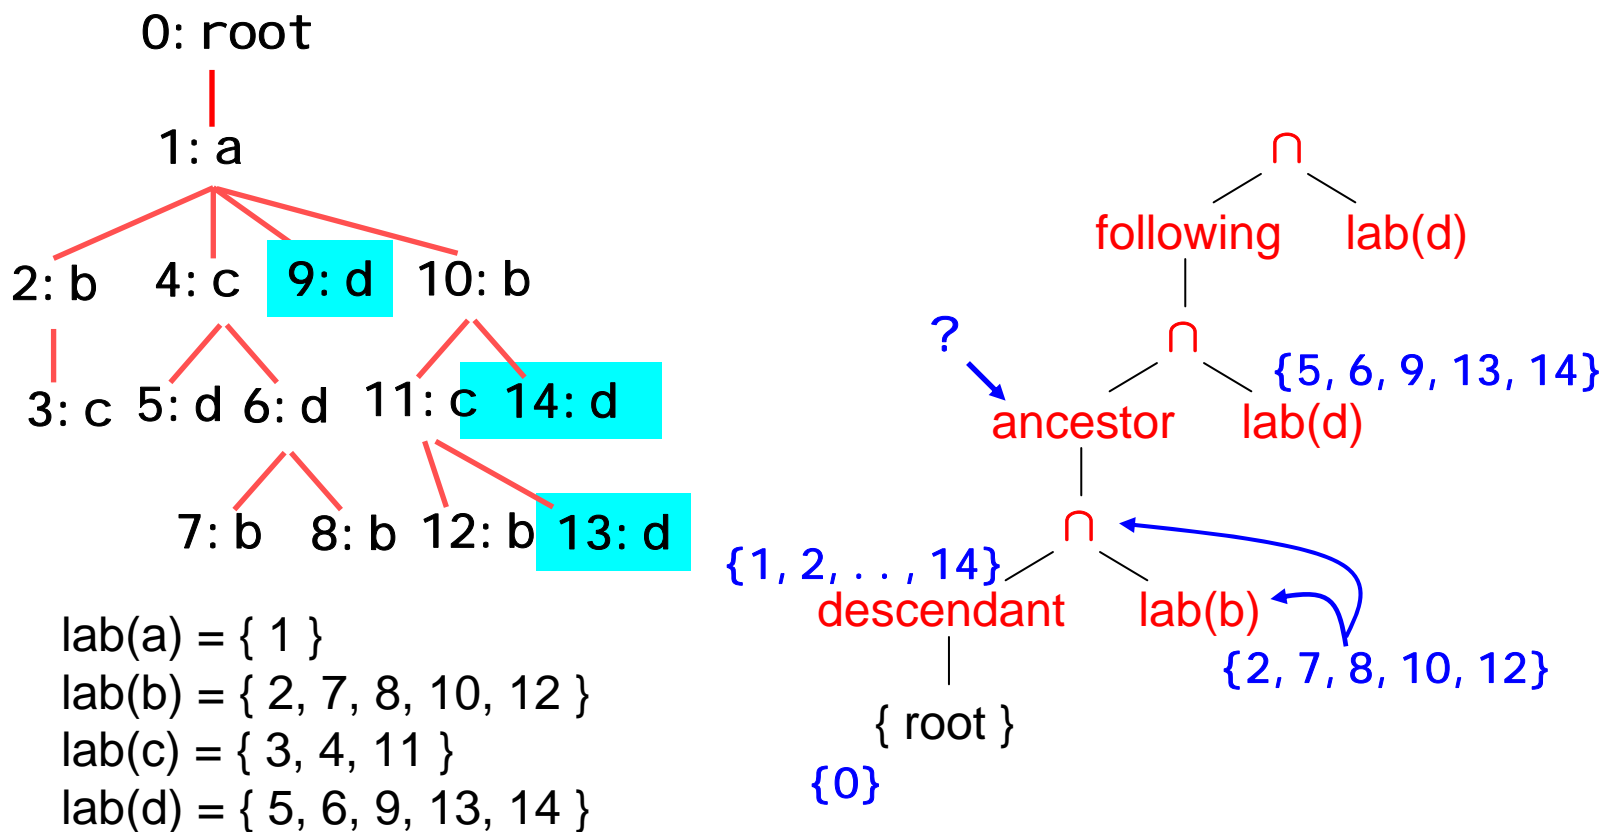 0: root
1: a
2: b 4: c 9: d 10: b
3: c 5: d 6: d 11: c 14: d
7: b 8: b 12: b 13: d
lab(a) = { 1 }
lab(b) = { 2, 7, 8, 10, 12 }
lab(c) = { 3, 4, 11 }
lab(d) = { 5, 6, 9, 13, 14 }
∩
following lab(d)
?
∩
{5, 6, 9, 13, 14}
ancestor lab(d)
∩
{1, 2, . . , 14}
descendant lab(b)
{2, 7, 8, 10, 12}
{ root }
{0}